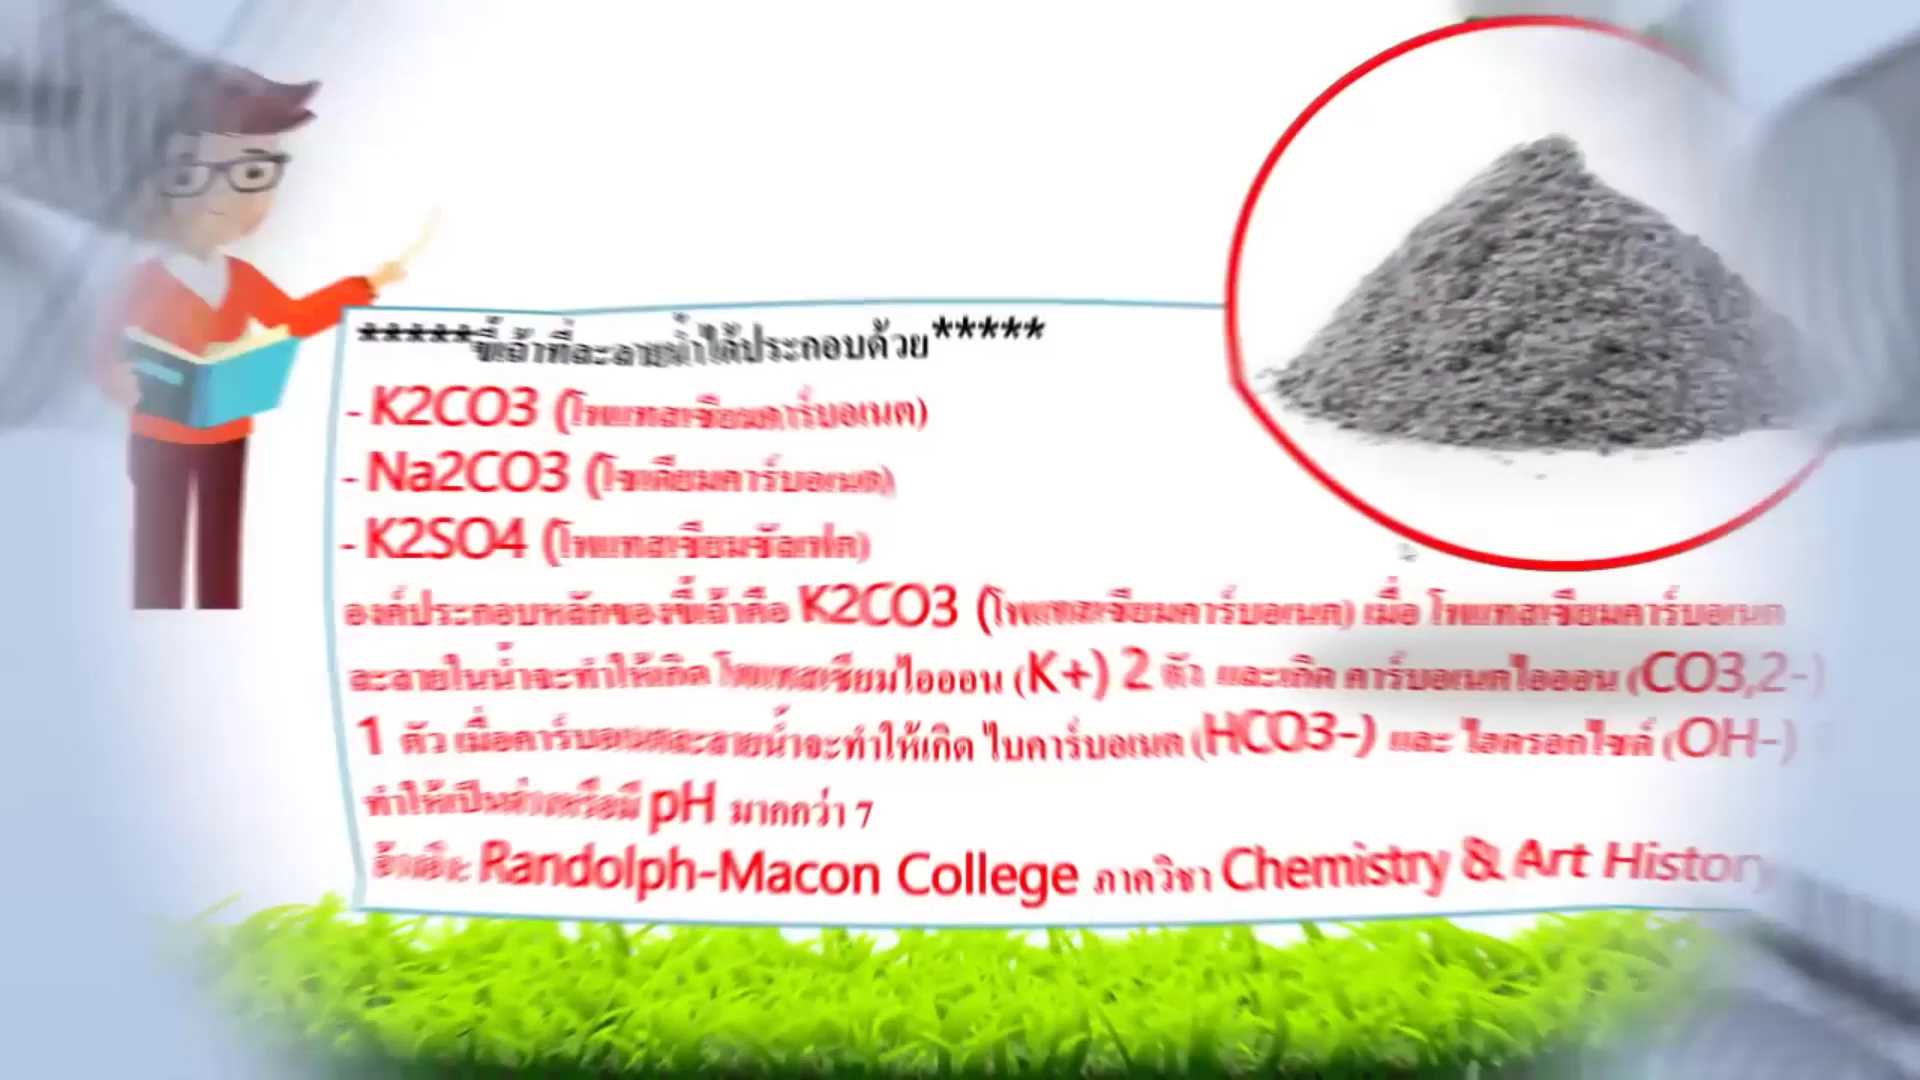 *****ขี้เถ้าที่ละลายน้ำได้ประกอบด้วย*****
- K2CO3 (โพแทสเซียมคาร์บอเนต)
- Na2CO3 (โซเดียมคาร์บอเนต)
- K2SO4 (โพแทสเซียมซัลเฟต)
องค์ประกอบหลักของขี้เถ้าคือ K2CO3 (โพแทสเซียมคาร์บอเนต) เมื่อ โพแทสเซียมคาร์บอเนต
ละลายในน้ำจะทำให้เกิด โพแทสเซียมไอออน (K+) 2 ตัว และเกิด คาร์บอเนตไอออน (CO3,2-)
1 ตัว เมื่อคาร์บอเนตละลายน้ำจะทำให้เกิด ไบคาร์บอเนต (HCO3-) และ ไฮดรอกไซด์ (OH-)
ทำให้เป็นด่างหรือมี pH มากกว่า 7
อ้างอิง: Randolph-Macon College ภาควิชา Chemistry & Art History